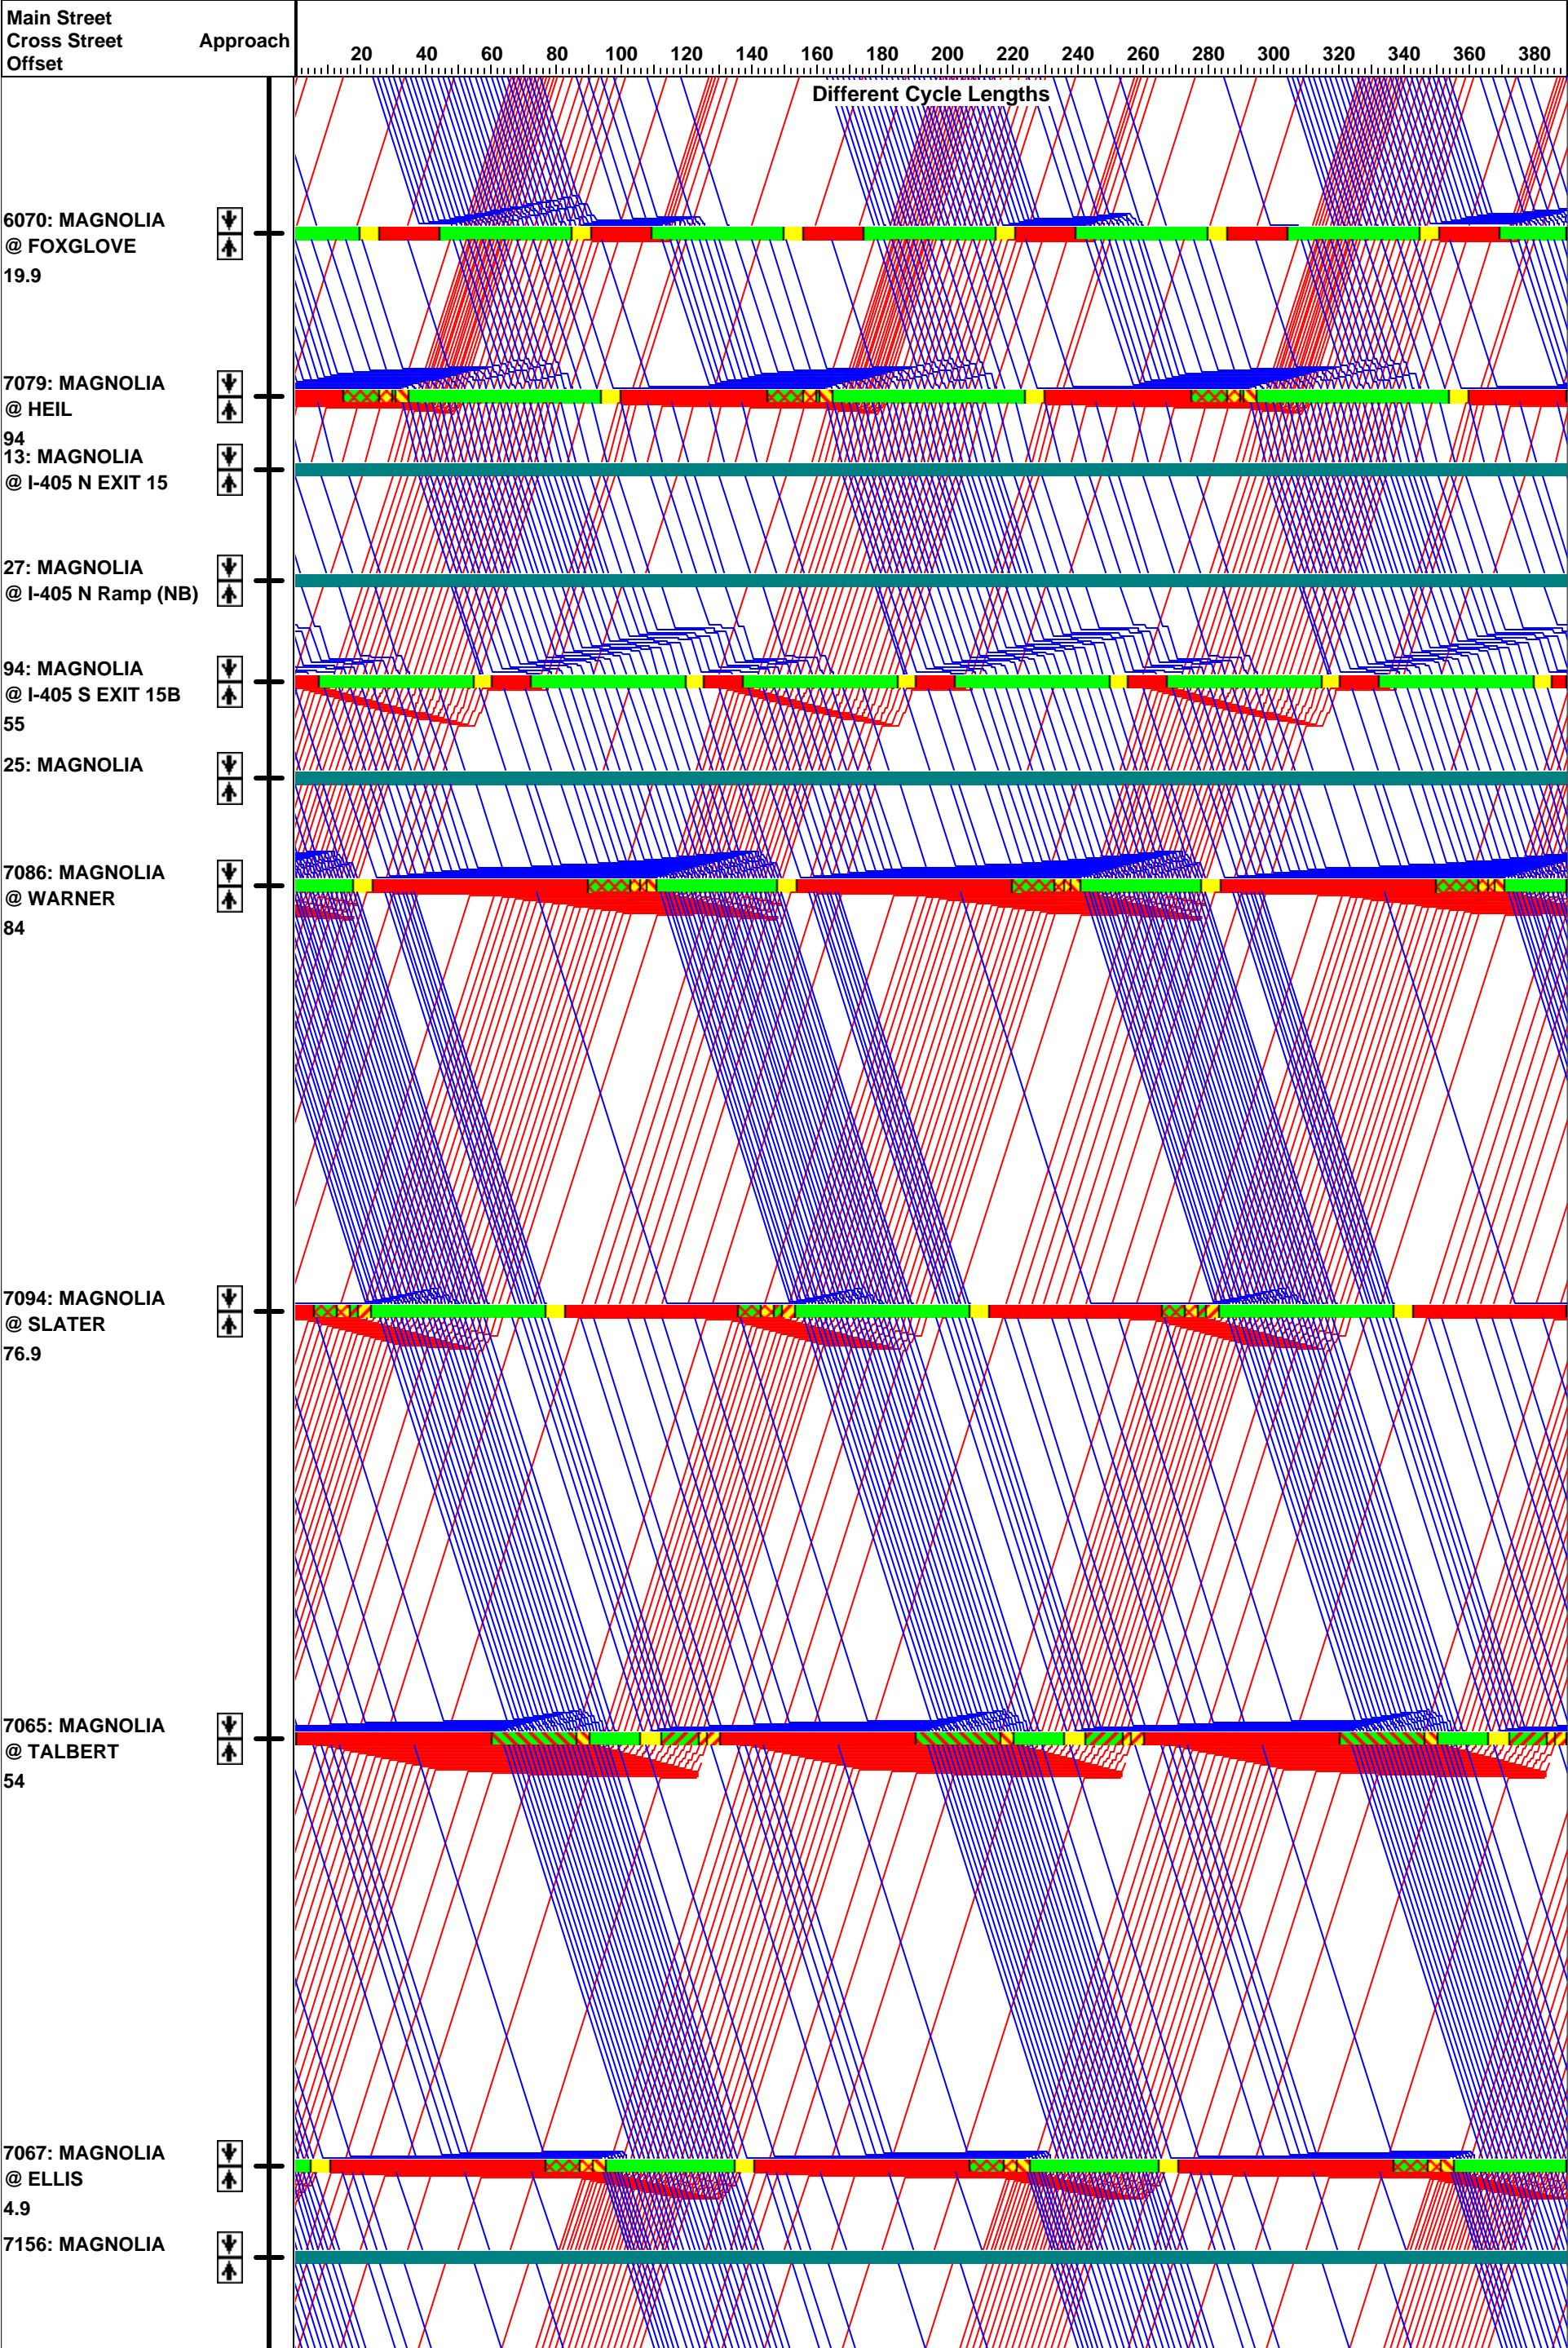 Main Street
Cross Street Approach
Offset
20 40 60 80 100 120 140 160 180 200 220 240 260 280 300 320 340 360 380
Different Cycle Lengths
6070: MAGNOLIA
@ FOXGLOVE
19.9
7079: MAGNOLIA
@ HEIL
94
13: MAGNOLIA
@ I-405 N EXIT 15
27: MAGNOLIA
@ I-405 N Ramp (NB)
94: MAGNOLIA
@ I-405 S EXIT 15B
55
25: MAGNOLIA
7086: MAGNOLIA
@ WARNER
84
7094: MAGNOLIA
@ SLATER
76.9
7065: MAGNOLIA
@ TALBERT
54
7067: MAGNOLIA
@ ELLIS
4.9
7156: MAGNOLIA